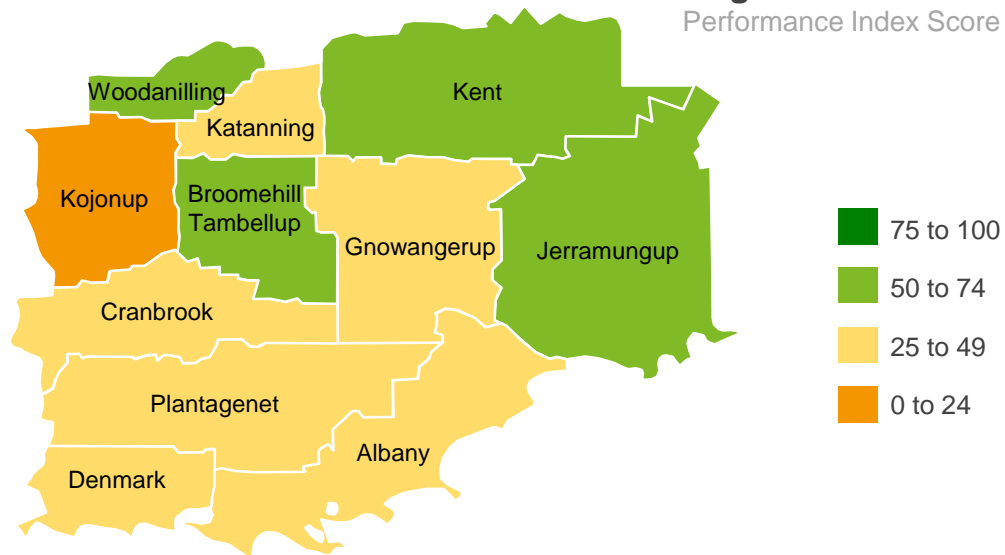 Performance Index Score
Woodanilling
Kent
Katanning
Kojonup
Broomehill
Tambellup
Gnowangerup
Jerramungup
Cranbrook
Plantagenet
Albany
Denmark
75 to 100
50 to 74
25 to 49
0 to 24